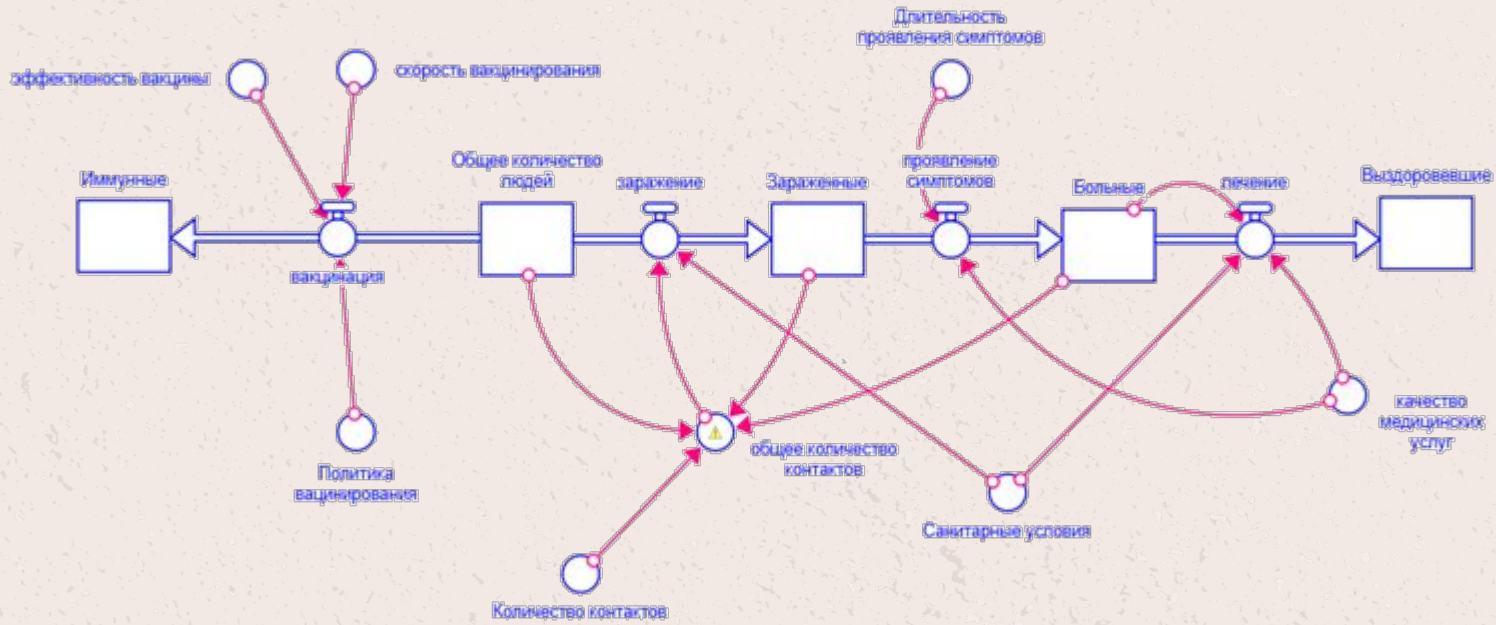 Длительность
проявления симптомов
эффективность вакцины
скорость вакцинирования
Иммунные
Общее количество
людей
заражение
Зараженные
проявление
симптомов
Больные
лечение
Выздоровевшие
вакцинация
Политика
вацинирования
общее количество
контактов
качество
медицинских
услуг
Санитарные условия
Количество контактов